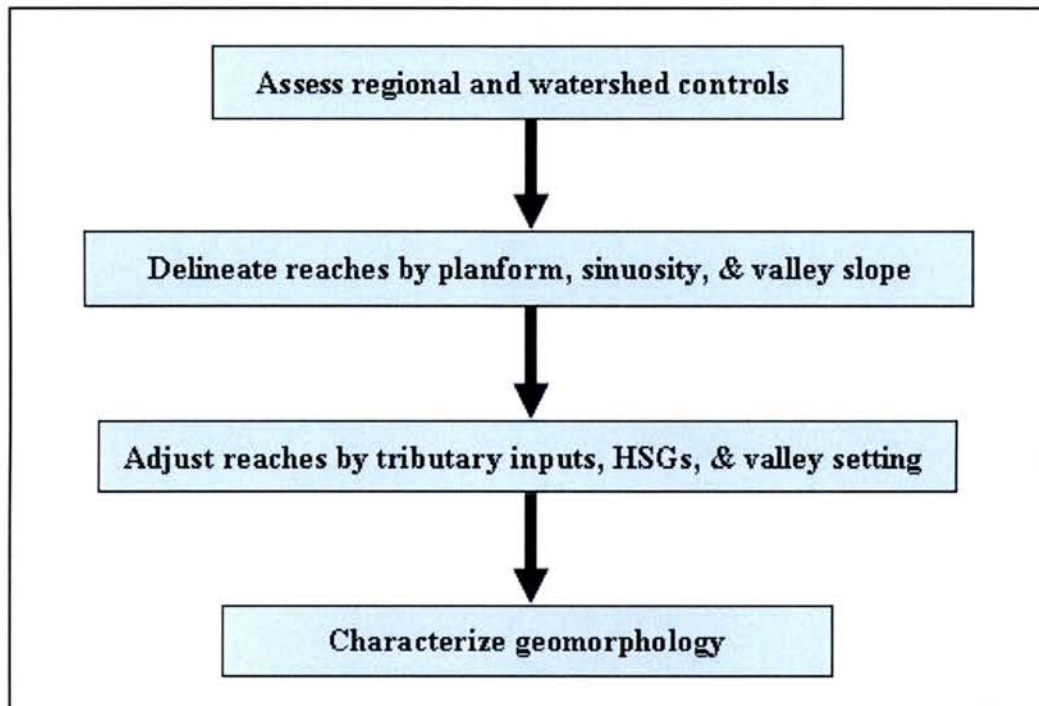 Assess regional and watershed controls
Delineate reaches by planform, sinuosity, & valley slope
Adjust reaches by tributary inputs, HSGs, & valley setting
Characterize geomorphology